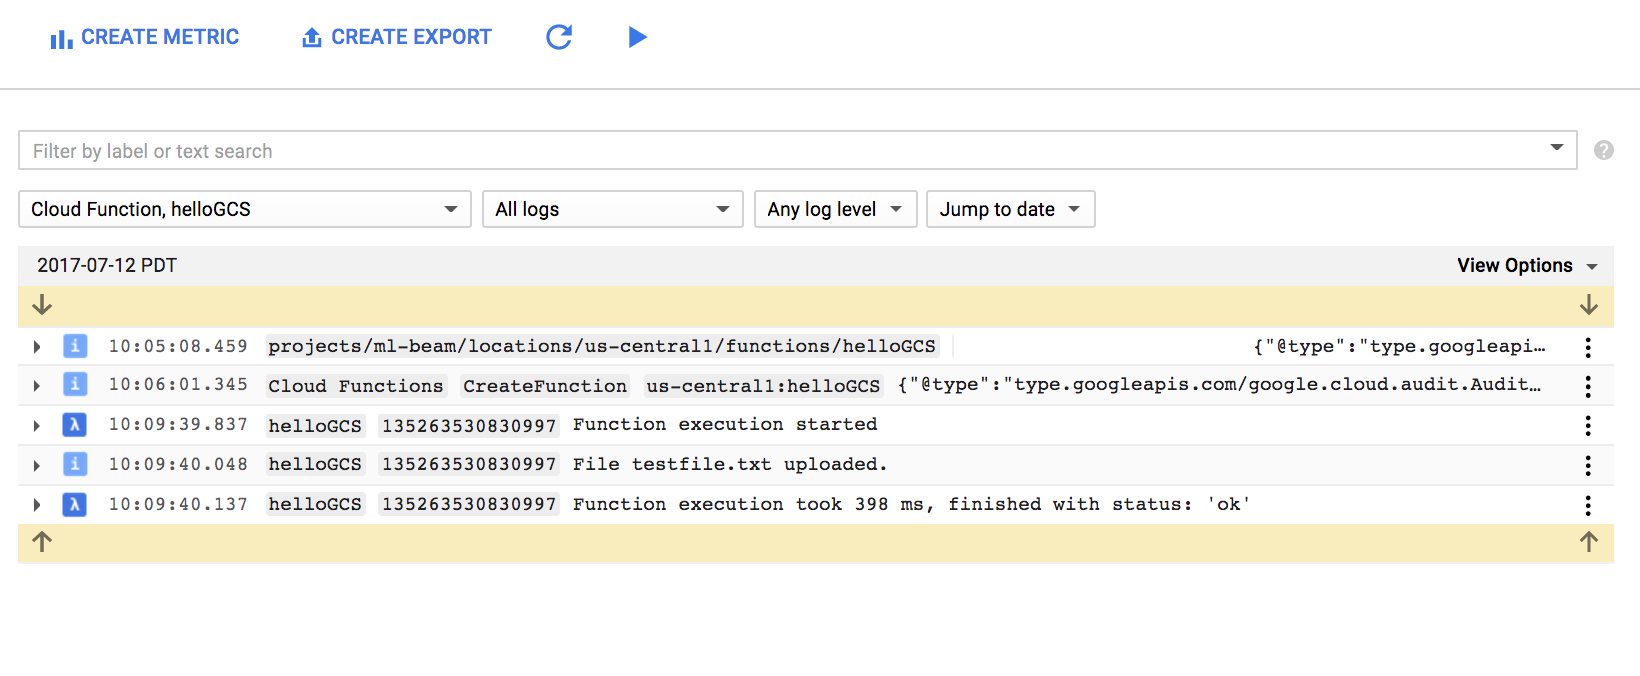 CREATE METRIC CREATE EXPORT
Filter by label or text search ?
Cloud Function, helloGCS All logs Any log level Jump to date
2017-07-12 PDT View Options
i 10:05:08.459 projects/ml-beam/locations/us-central1/functions/helloGCS {"@type":"type.googleapi…
i 10:06:01.345 Cloud Functions CreateFunction us-central1:helloGCS {"@type":"type.googleapis.com/google.cloud.audit.Audit…
λ 10:09:39.837 helloGCS 135263530830997 Function execution started
i 10:09:40.048 helloGCS 135263530830997 File testfile.txt uploaded.
λ 10:09:40.137 helloGCS 135263530830997 Function execution took 398 ms, finished with status: 'ok'